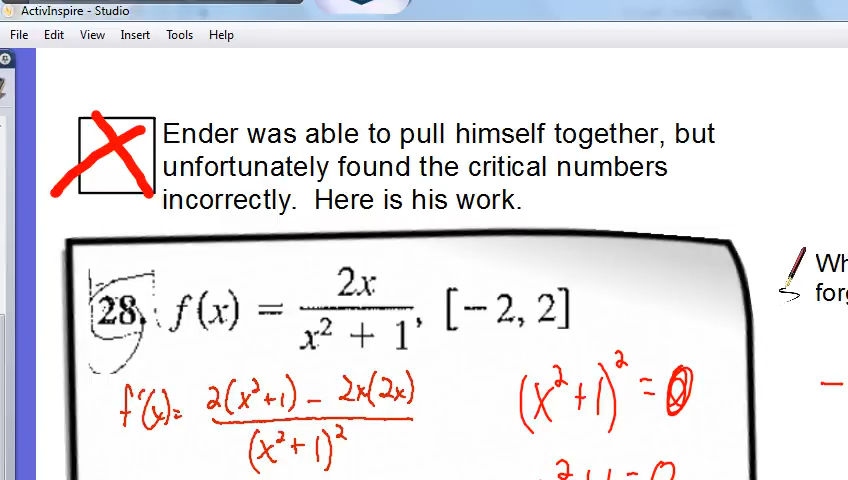 ActivInspire - Studio
File Edit View Insert Tools Help
Ender was able to pull himself together, but
unfortunately found the critical numbers
incorrectly. Here is his work.
Wh
forg
28. f(x) = 2x / (x² + 1), [−2, 2]
f'(x) = (2(x²+1) − 2x(2x)) / (x²+1)²
(x²+1)² = 0